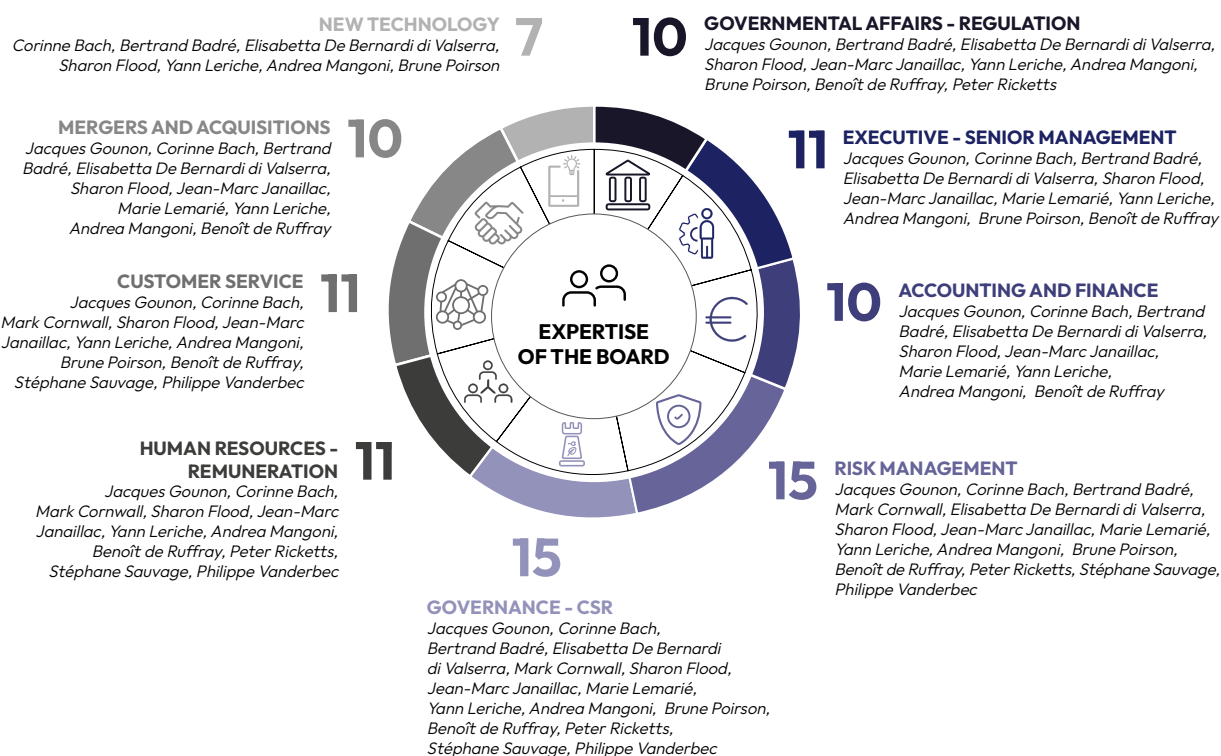 NEW TECHNOLOGY
7
Corinne Bach, Bertrand Badré, Elisabetta De Bernardi di Valserra,
Sharon Flood, Yann Leriche, Andrea Mangoni, Brune Poirson
10
GOVERNMENTAL AFFAIRS - REGULATION
Jacques Gounon, Bertrand Badré, Elisabetta De Bernardi di Valserra,
Sharon Flood, Jean-Marc Janaillac, Yann Leriche, Andrea Mangoni,
Brune Poirson, Benoît de Ruffray, Peter Ricketts
MERGERS AND ACQUISITIONS
10
Jacques Gounon, Corinne Bach, Bertrand
Badré, Elisabetta De Bernardi di Valserra,
Sharon Flood, Jean-Marc Janaillac,
Marie Lemarié, Yann Leriche,
Andrea Mangoni, Benoît de Ruffray
11
EXECUTIVE - SENIOR MANAGEMENT
Jacques Gounon, Corinne Bach, Bertrand Badré,
Elisabetta De Bernardi di Valserra, Sharon Flood,
Jean-Marc Janaillac, Marie Lemarié, Yann Leriche,
Andrea Mangoni, Brune Poirson, Benoît de Ruffray
CUSTOMER SERVICE
11
Jacques Gounon, Corinne Bach,
Mark Cornwall, Sharon Flood, Jean-Marc
Janaillac, Yann Leriche, Andrea Mangoni,
Brune Poirson, Benoît de Ruffray,
Stéphane Sauvage, Philippe Vanderbec
EXPERTISE
OF THE BOARD
10
ACCOUNTING AND FINANCE
Jacques Gounon, Corinne Bach, Bertrand
Badré, Elisabetta De Bernardi di Valserra,
Sharon Flood, Jean-Marc Janaillac,
Marie Lemarié, Yann Leriche,
Andrea Mangoni, Benoît de Ruffray
HUMAN RESOURCES -
REMUNERATION
11
Jacques Gounon, Corinne Bach,
Mark Cornwall, Sharon Flood, Jean-Marc
Janaillac, Yann Leriche, Andrea Mangoni,
Benoît de Ruffray, Peter Ricketts,
Stéphane Sauvage, Philippe Vanderbec
15
RISK MANAGEMENT
Jacques Gounon, Corinne Bach, Bertrand Badré,
Mark Cornwall, Elisabetta De Bernardi di Valserra,
Sharon Flood, Jean-Marc Janaillac, Marie Lemarié,
Yann Leriche, Andrea Mangoni, Brune Poirson,
Benoît de Ruffray, Peter Ricketts, Stéphane Sauvage,
Philippe Vanderbec
15
GOVERNANCE - CSR
Jacques Gounon, Corinne Bach,
Bertrand Badré, Elisabetta De Bernardi
di Valserra, Mark Cornwall, Sharon Flood,
Jean-Marc Janaillac, Marie Lemarié,
Yann Leriche, Andrea Mangoni, Brune Poirson,
Benoît de Ruffray, Peter Ricketts,
Stéphane Sauvage, Philippe Vanderbec